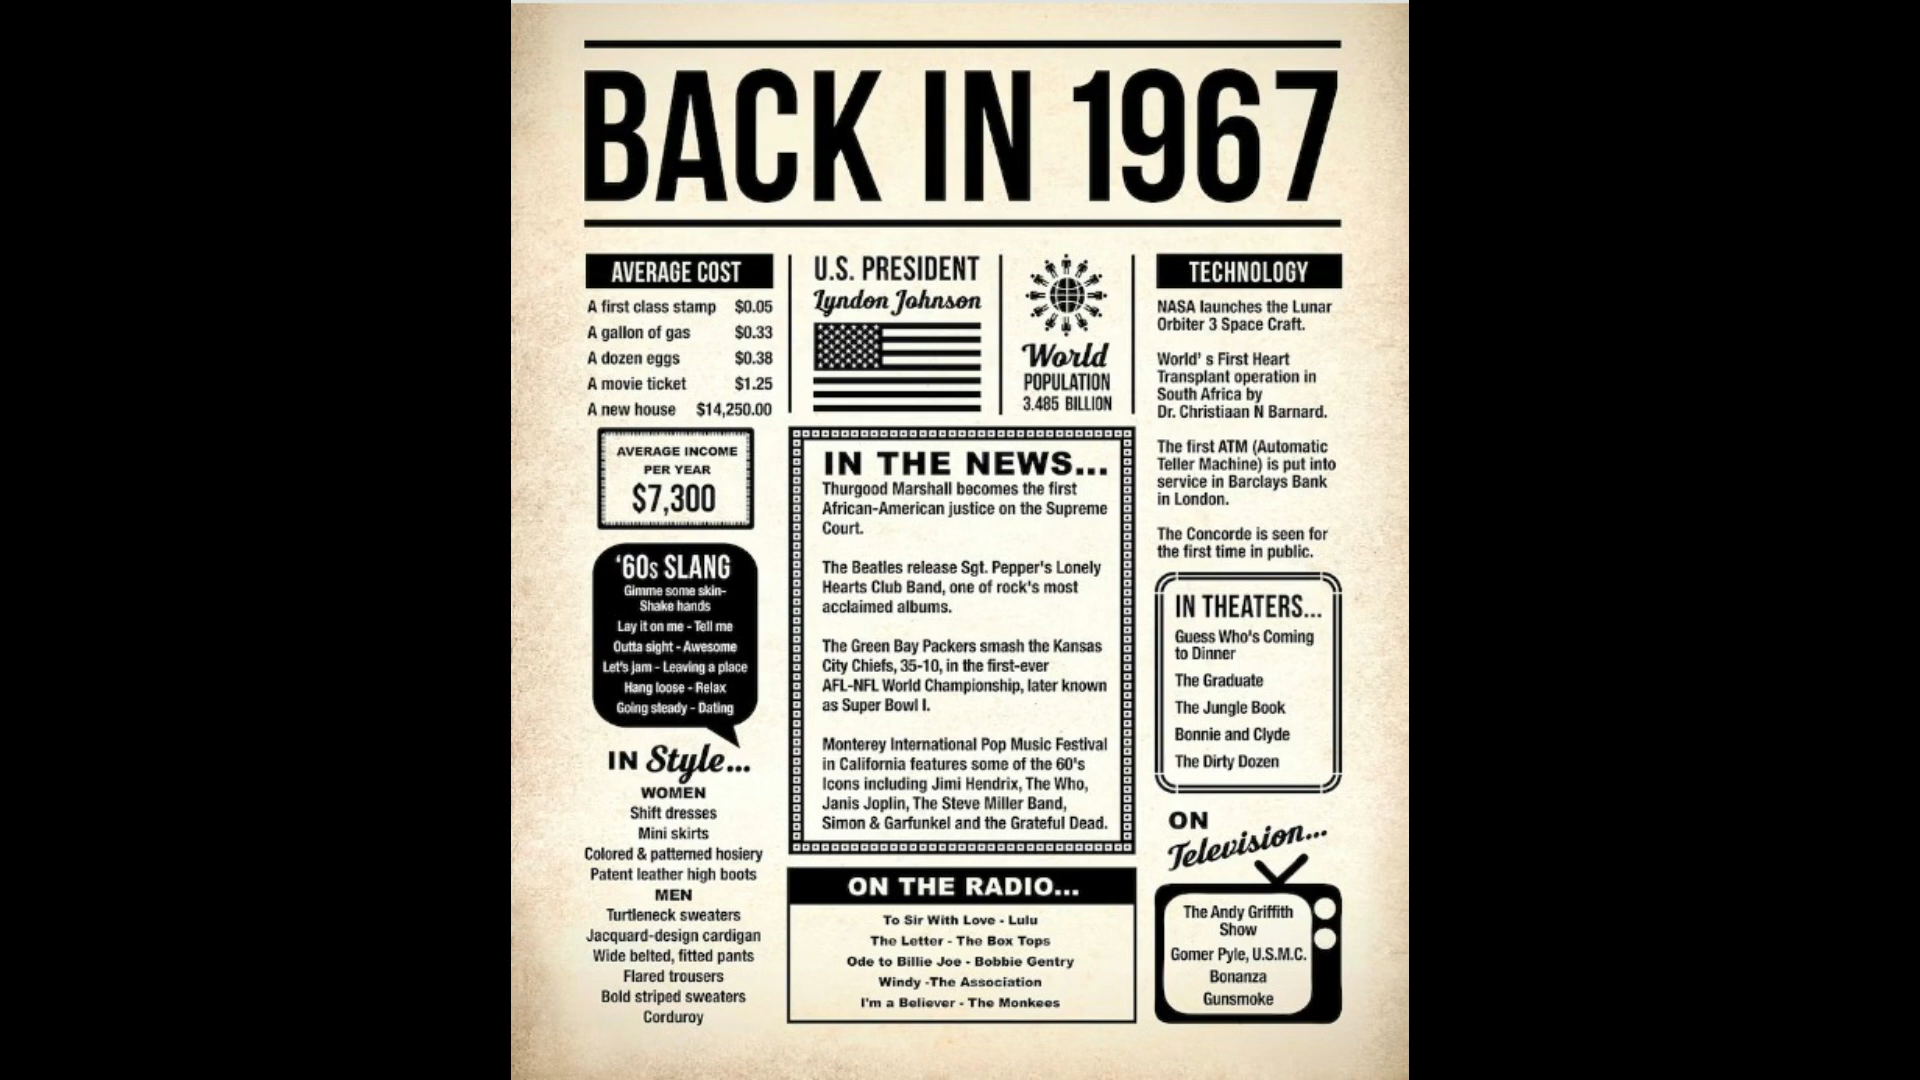 BACK IN 1967
AVERAGE COST
A first class stamp $0.05
A gallon of gas $0.33
A dozen eggs $0.38
A movie ticket $1.25
A new house $14,250.00
AVERAGE INCOME
PER YEAR
$7,300
‘60s SLANG
Gimme some skin-
Shake hands
Lay it on me - Tell me
Outta sight - Awesome
Let's jam - Leaving a place
Hang loose - Relax
Going steady - Dating
IN Style...
WOMEN
Shift dresses
Mini skirts
Colored & patterned hosiery
Patent leather high boots
MEN
Turtleneck sweaters
Jacquard-design cardigan
Wide belted, fitted pants
Flared trousers
Bold striped sweaters
Corduroy
U.S. PRESIDENT
Lyndon Johnson
World
POPULATION
3.485 BILLION
IN THE NEWS...
Thurgood Marshall becomes the first
African-American justice on the Supreme
Court.
The Beatles release Sgt. Pepper's Lonely
Hearts Club Band, one of rock's most
acclaimed albums.
The Green Bay Packers smash the Kansas
City Chiefs, 35-10, in the first-ever
AFL-NFL World Championship, later known
as Super Bowl I.
Monterey International Pop Music Festival
in California features some of the 60's
Icons including Jimi Hendrix, The Who,
Janis Joplin, The Steve Miller Band,
Simon & Garfunkel and the Grateful Dead.
ON THE RADIO...
To Sir With Love - Lulu
The Letter - The Box Tops
Ode to Billie Joe - Bobbie Gentry
Windy -The Association
I'm a Believer - The Monkees
TECHNOLOGY
NASA launches the Lunar
Orbiter 3 Space Craft.
World' s First Heart
Transplant operation in
South Africa by
Dr. Christiaan N Barnard.
The first ATM (Automatic
Teller Machine) is put into
service in Barclays Bank
in London.
The Concorde is seen for
the first time in public.
IN THEATERS...
Guess Who's Coming
to Dinner
The Graduate
The Jungle Book
Bonnie and Clyde
The Dirty Dozen
ON
Television...
The Andy Griffith
Show
Gomer Pyle, U.S.M.C.
Bonanza
Gunsmoke